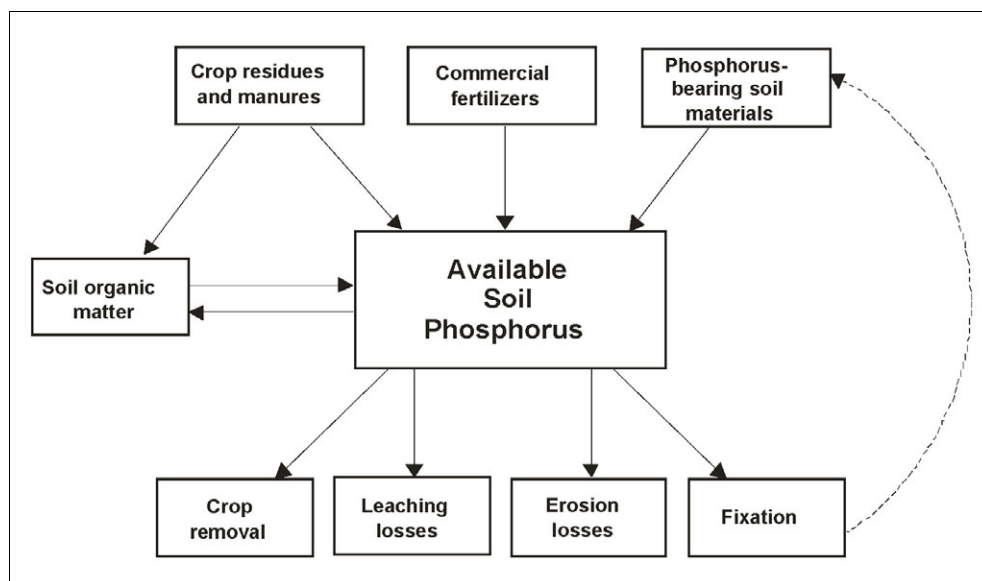 Crop residues
and manures
Commercial
fertilizers
Phosphorus-
bearing soil
materials
Soil organic
matter
Available
Soil
Phosphorus
Crop
removal
Leaching
losses
Erosion
losses
Fixation